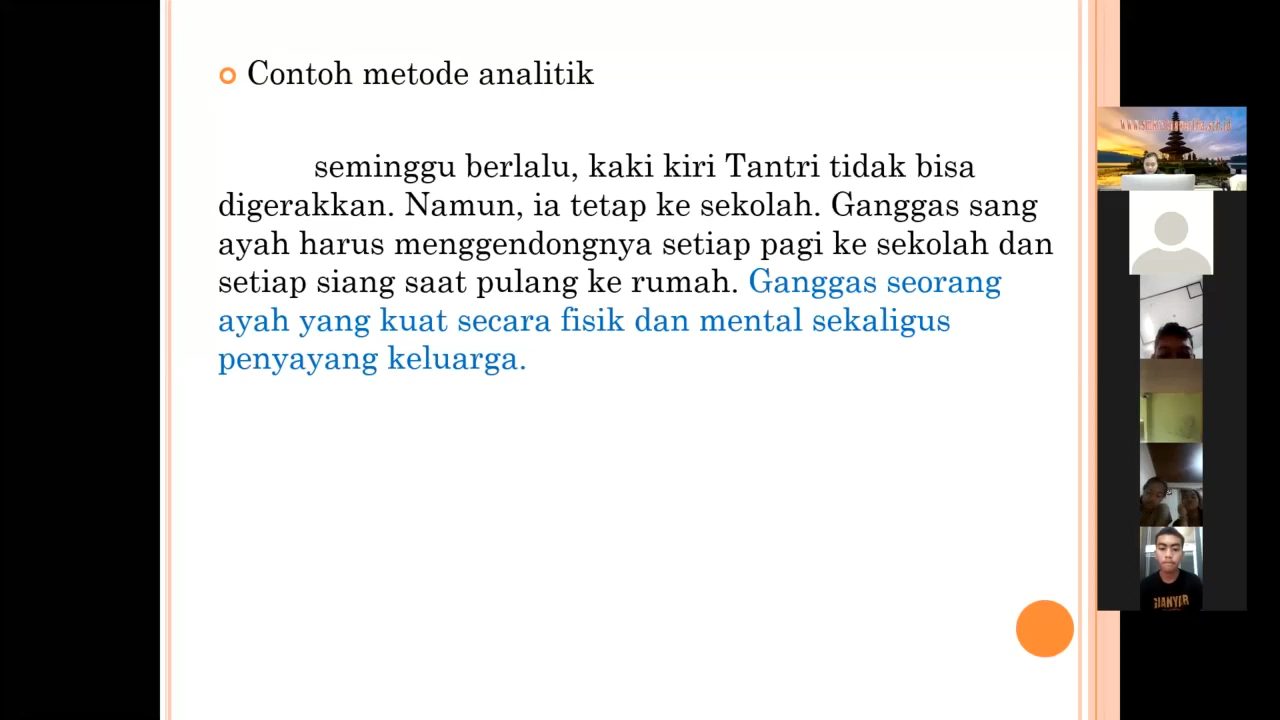 Contoh metode analitik
seminggu berlalu, kaki kiri Tantri tidak bisa
digerakkan. Namun, ia tetap ke sekolah. Ganggas sang
ayah harus menggendongnya setiap pagi ke sekolah dan
setiap siang saat pulang ke rumah. Ganggas seorang
ayah yang kuat secara fisik dan mental sekaligus
penyayang keluarga.
GIANYAR